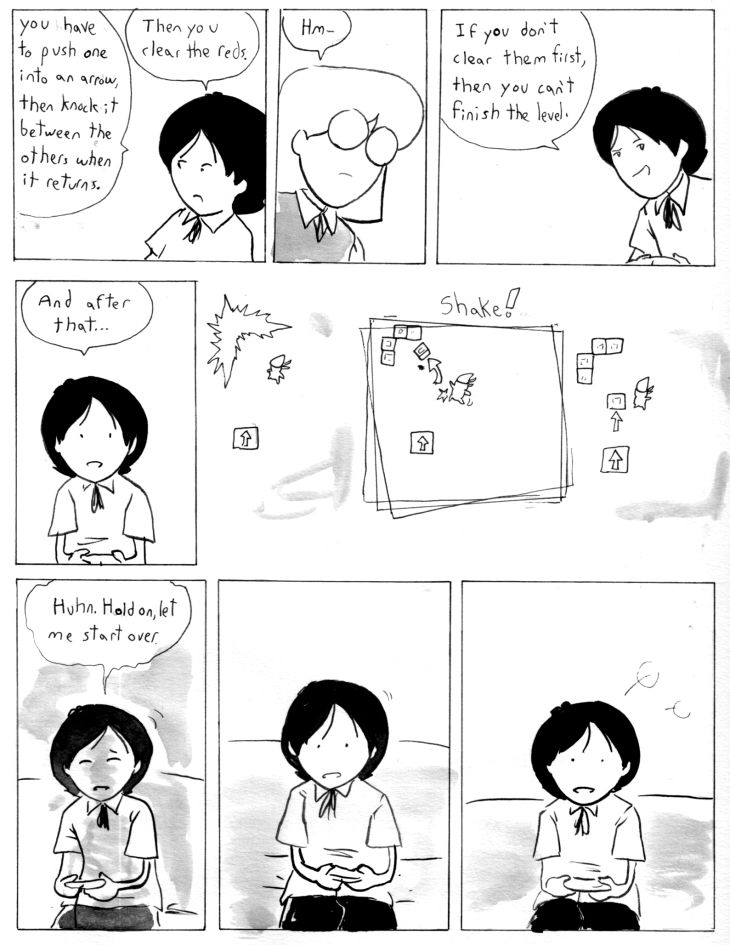 you have
to push one
into an arrow,
then knock it
between the
others when
it returns.
Then you
clear the reds.
Hm-
If you don't
clear them first,
then you can't
finish the level.
And after
that...
Shake!
Huhn. Hold on, let
me start over.